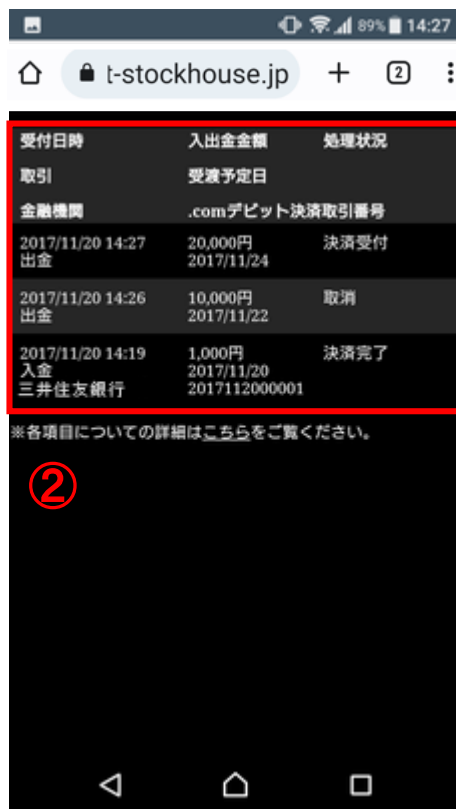 89% 14:27
t-stockhouse.jp
2
受付日時 入出金金額 処理状況
取引 受渡予定日
金融機関 .comデビット決済取引番号
2017/11/20 14:27 20,000円 決済受付
出金 2017/11/24
2017/11/20 14:26 10,000円 取消
出金 2017/11/22
2017/11/20 14:19 1,000円 決済完了
入金 2017/11/20
三井住友銀行 2017112000001
※各項目についての詳細はこちらをご覧ください。
②